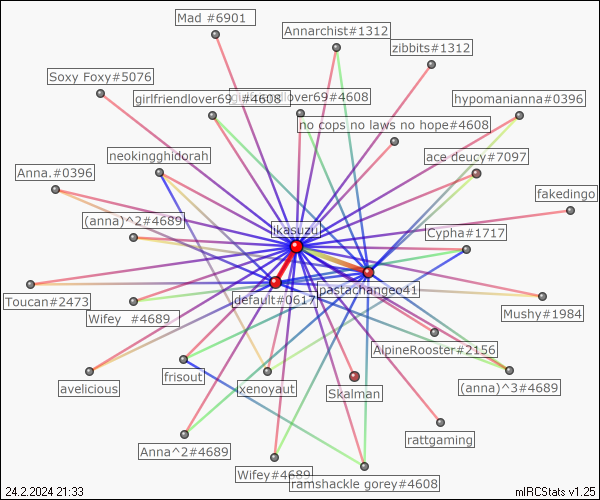 Mad #6901
Annarchist#1312
zibbits#1312
Soxy Foxy#5076
girlfriendlover69 #4608
girlfriendlover69#4608
hypomanianna#0396
no cops no laws no hope#4608
neokingghidorah
ace deucy#7097
Anna.#0396
fakedingo
(anna)^2#4689
ikasuzu
Cypha#1717
pastachangeo41
default#0617
Toucan#2473
Wifey #4689
Mushy#1984
AlpineRooster#2156
avelicious
frisout
xenoyaut
Skalman
(anna)^3#4689
rattgaming
Anna^2#4689
Wifey#4689
ramshackle gorey#4608
24.2.2024 21:33
mIRCStats v1.25